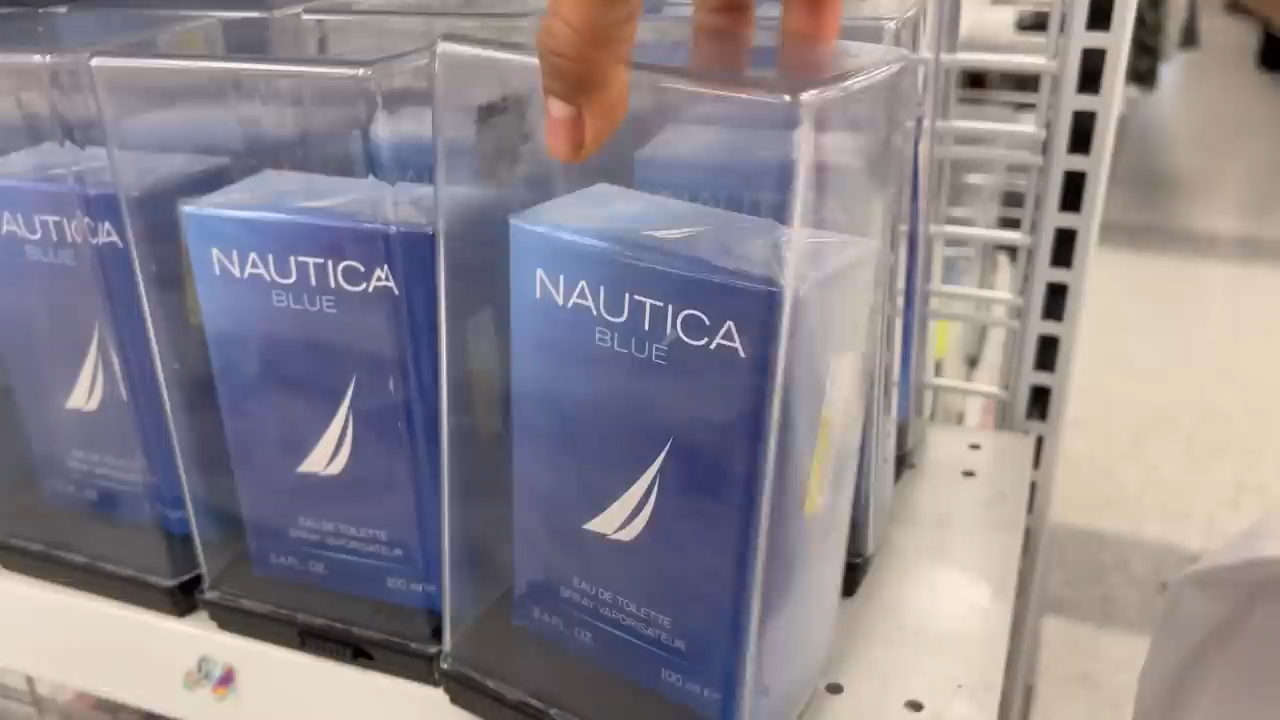 NAUTICA
BLUE
NAUTICA
BLUE
EAU DE TOILETTE
SPRAY VAPORISATEUR
3.4 FL. OZ.
100 ml
NAUTICA
BLUE
EAU DE TOILETTE
SPRAY VAPORISATEUR
3.4 FL. OZ.
100 ml